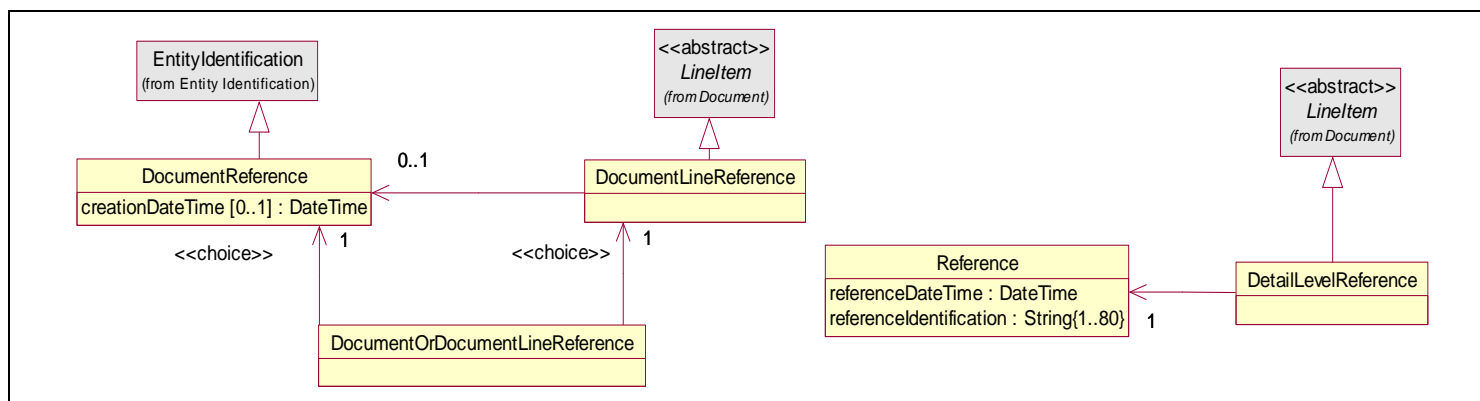 EntityIdentification
(from Entity Identification)
<<abstract>>
LineItem
(from Document)
<<abstract>>
LineItem
(from Document)
DocumentReference
creationDateTime [0..1] : DateTime
0..1
DocumentLineReference
<<choice>>
1
<<choice>>
1
DocumentOrDocumentLineReference
Reference
referenceDateTime : DateTime
referenceIdentification : String{1..80}
1
DetailLevelReference